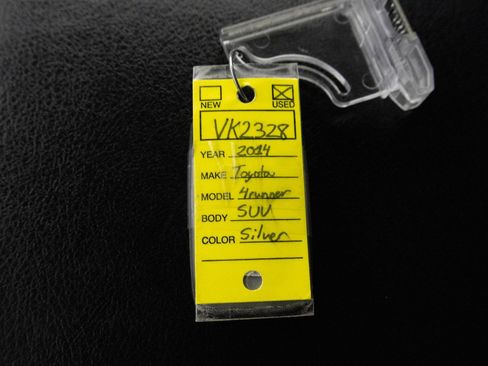 NEW USED
VK2328
YEAR 2014
MAKE Toyota
MODEL 4runner
BODY SUV
COLOR Silver